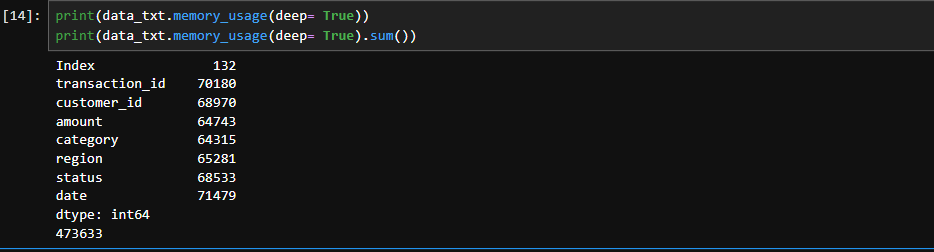 [14]: print(data_txt.memory_usage(deep= True))
print(data_txt.memory_usage(deep= True).sum())
Index 132
transaction_id 70180
customer_id 68970
amount 64743
category 64315
region 65281
status 68533
date 71479
dtype: int64
473633